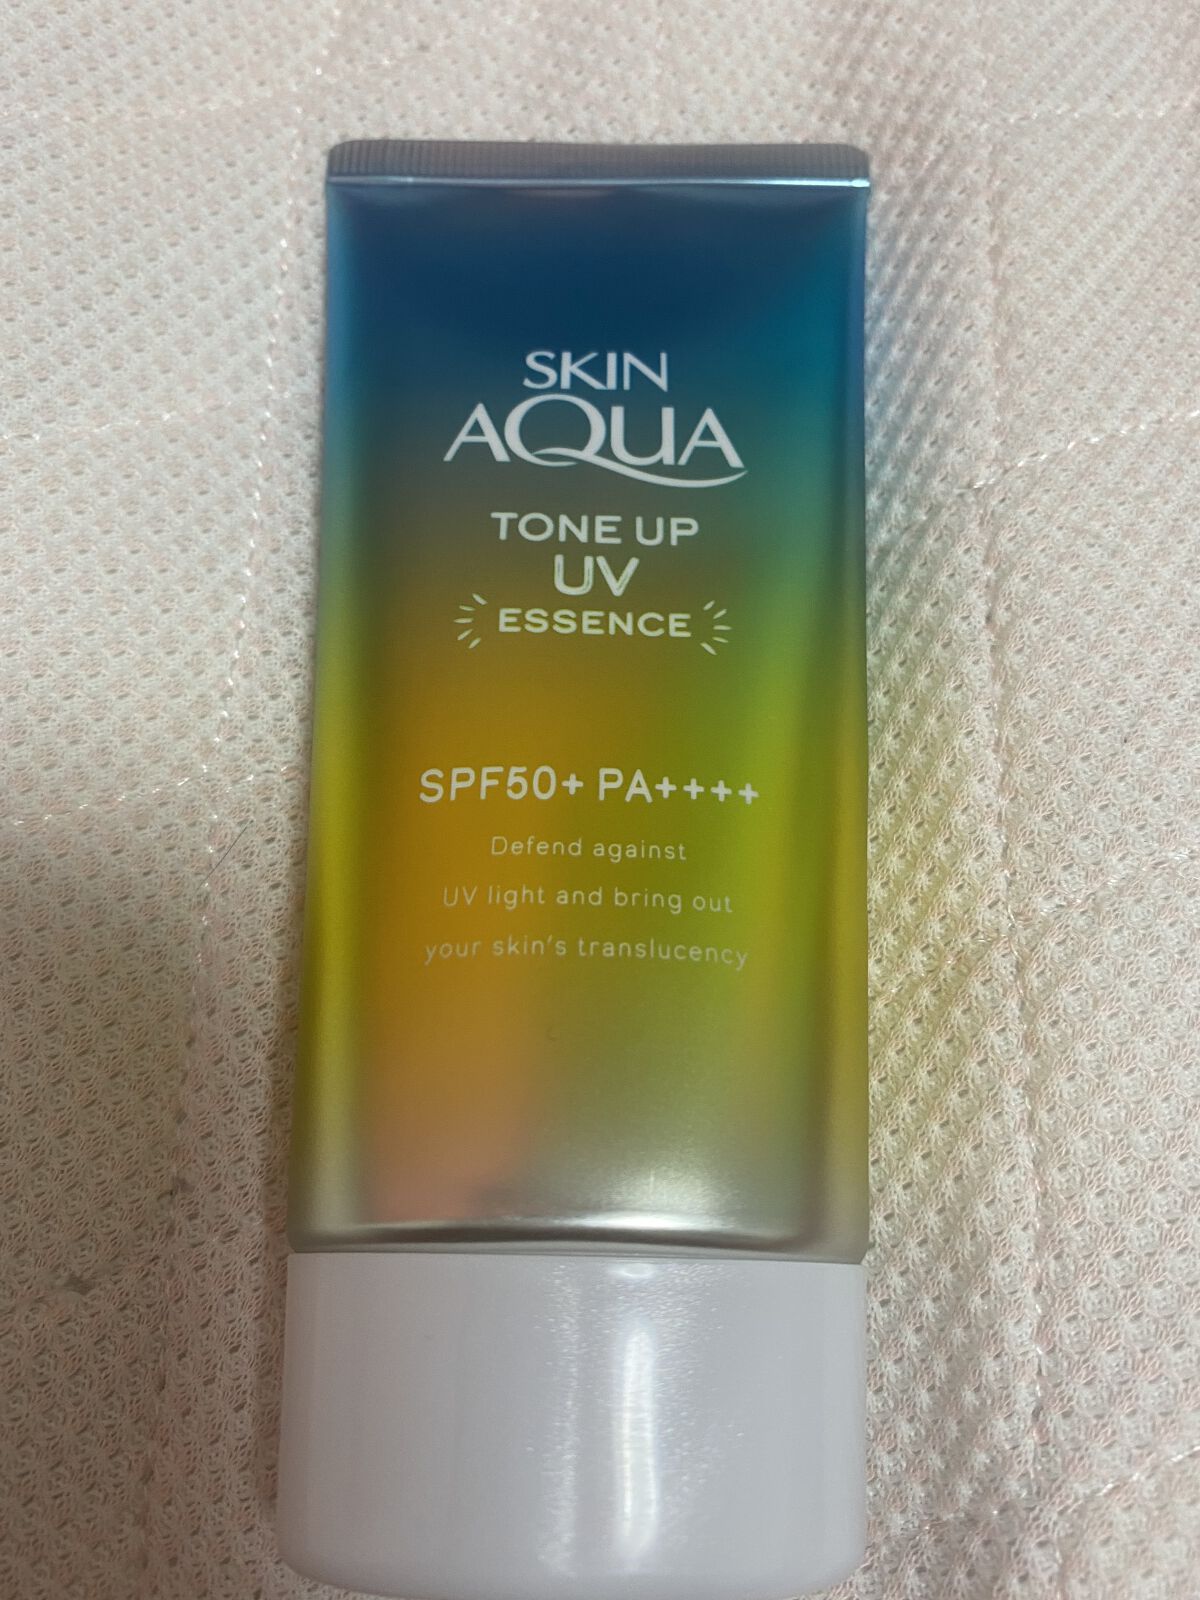 SKIN
AQUA
TONE UP
UV
ESSENCE
SPF50+ PA++++
Defend against
UV light and bring out
your skin's translucency